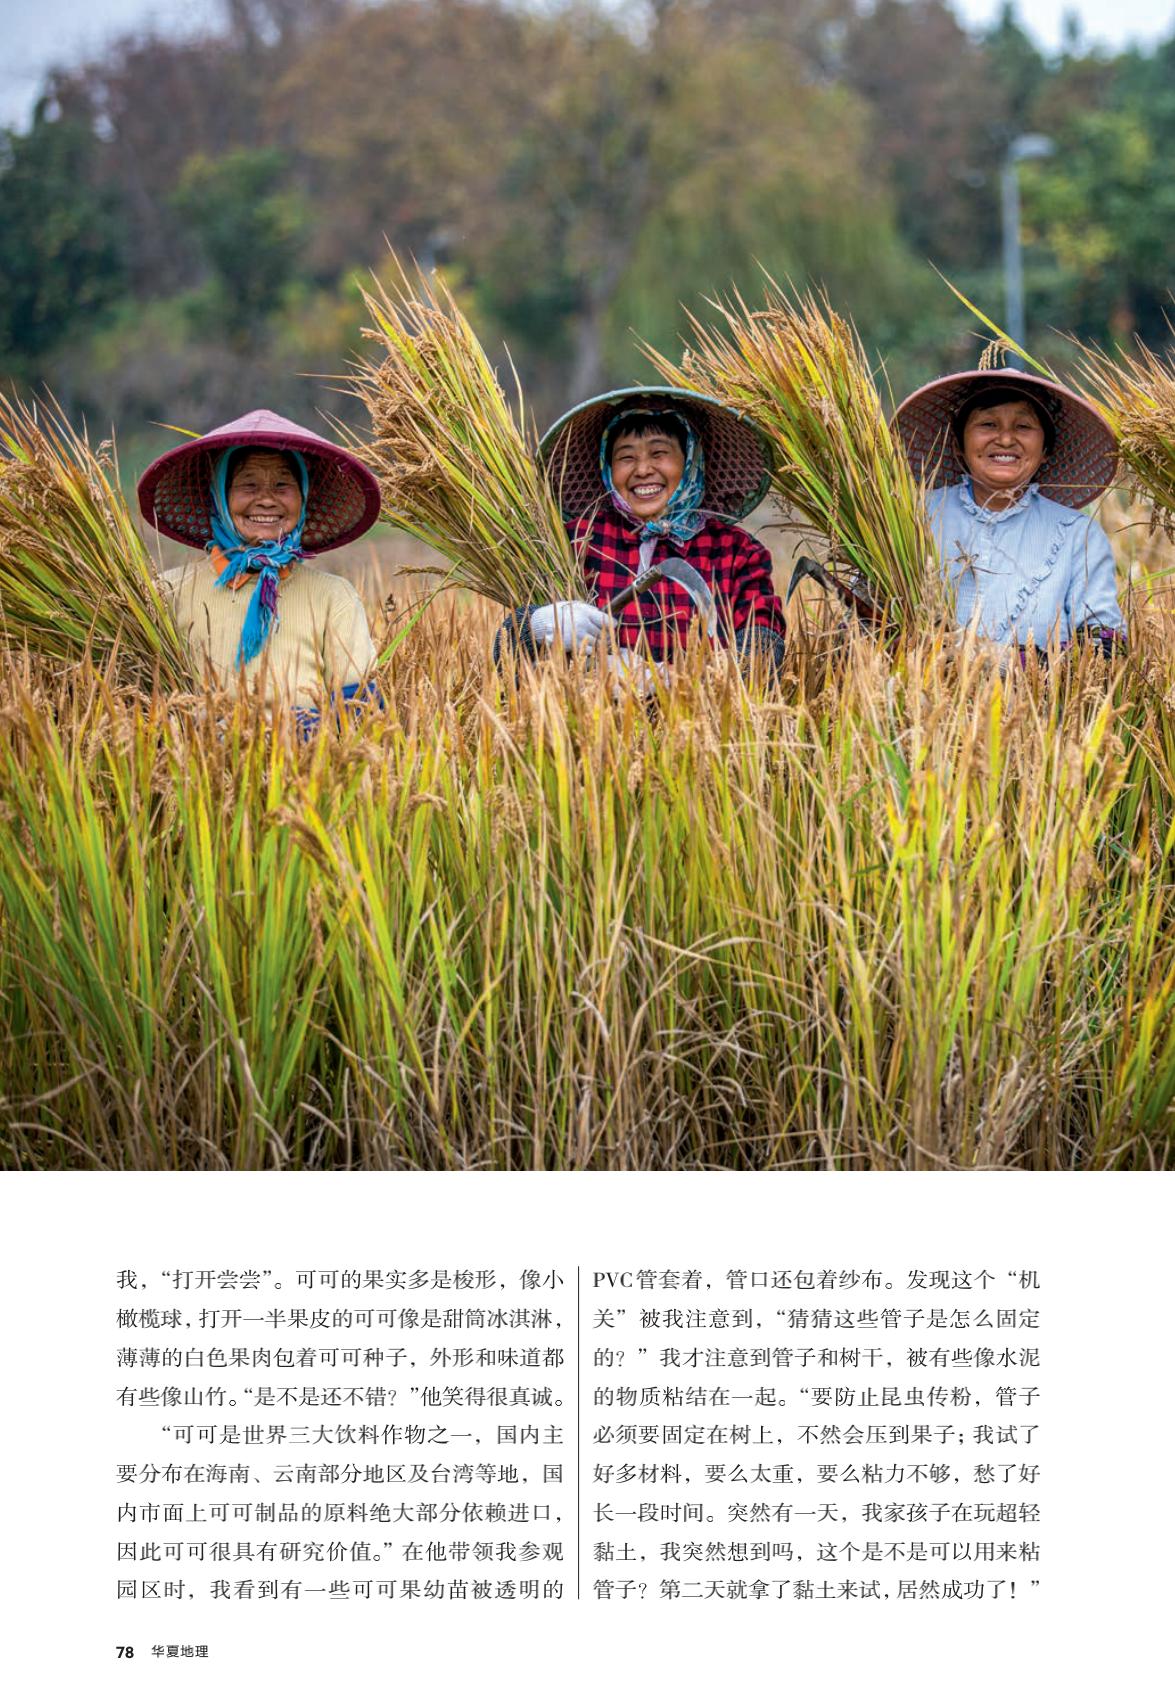 我，“打开尝尝”。可可的果实多是梭形，像小
橄榄球，打开一半果皮的可可像是甜筒冰淇淋，
薄薄的白色果肉包着可可种子，外形和味道都
有些像山竹。“是不是还不错？”他笑得很真诚。
“可可是世界三大饮料作物之一，国内主
要分布在海南、云南部分地区及台湾等地，国
内市面上可可制品的原料绝大部分依赖进口，
因此可可很具有研究价值。”在他带领我参观
园区时，我看到有一些可可果幼苗被透明的
PVC管套着，管口还包着纱布。发现这个“机
关”被我注意到，“猜猜这些管子是怎么固定
的？”我才注意到管子和树干，被有些像水泥
的物质粘结在一起。“要防止昆虫传粉，管子
必须要固定在树上，不然会压到果子；我试了
好多材料，要么太重，要么粘力不够，愁了好
长一段时间。突然有一天，我家孩子在玩超轻
黏土，我突然想到吗，这个是不是可以用来粘
管子？第二天就拿了黏土来试，居然成功了！”
78 华夏地理